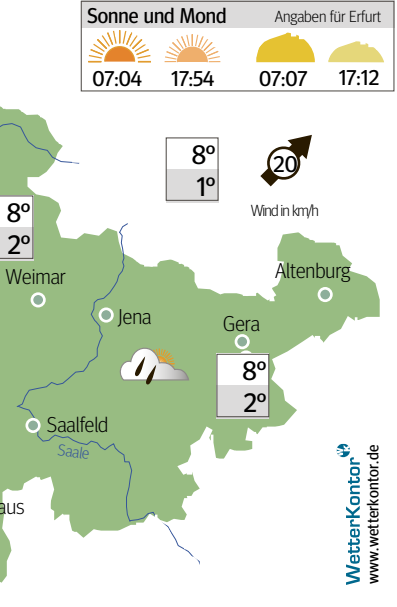 Sonne und Mond Angaben für Erfurt
07:04 17:54 07:07 17:12
8°
1°
20
Wind in km/h
8°
2°
Weimar
Altenburg
Jena
Gera
8°
2°
Saalfeld
Saale
aus
WetterKontor
www.wetterkontor.de